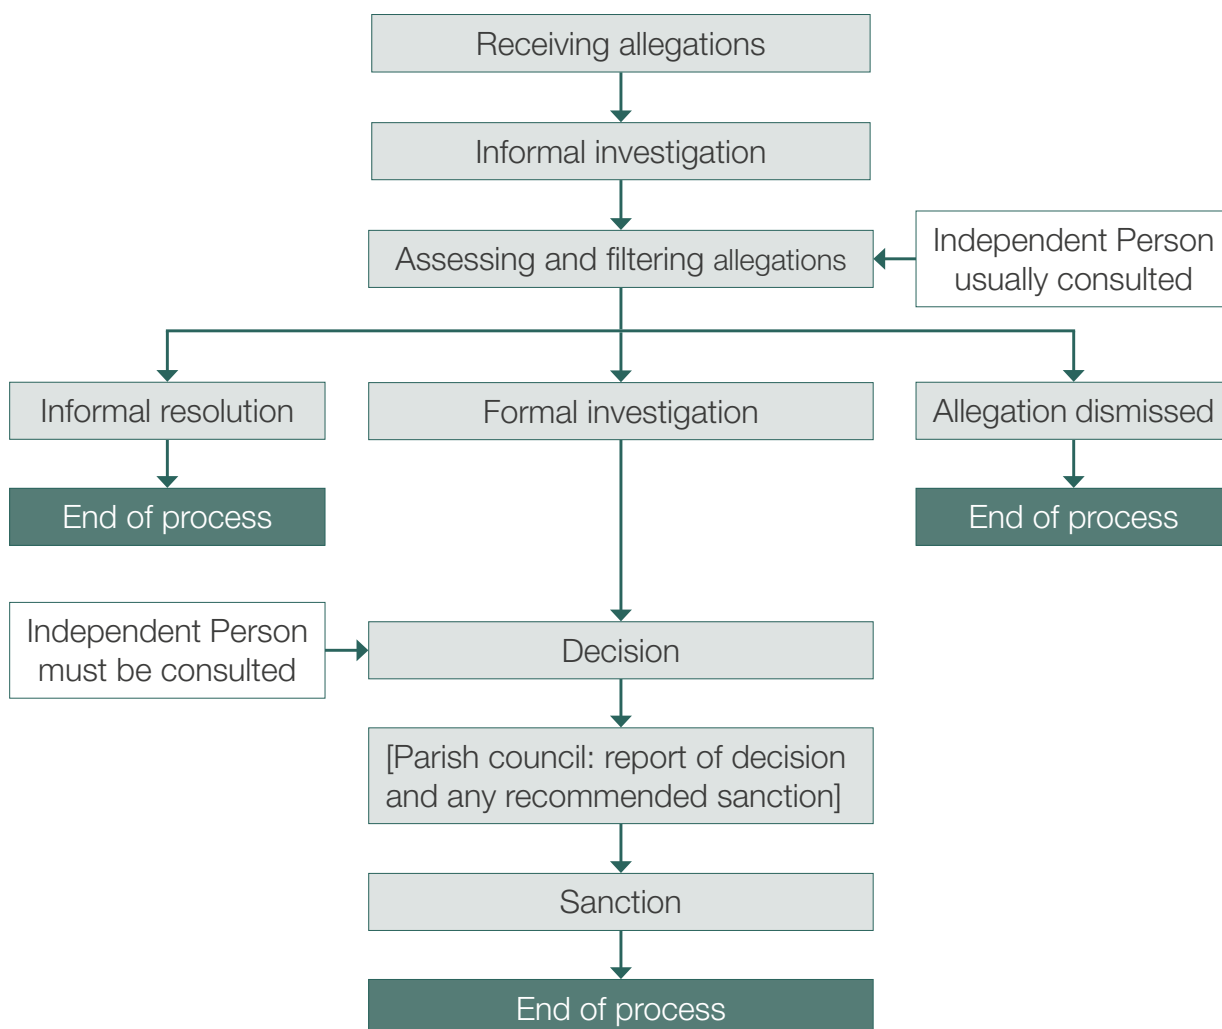 Receiving allegations
Informal investigation
Assessing and filtering allegations
Independent Person
usually consulted
Informal resolution
Formal investigation
Allegation dismissed
End of process
End of process
Independent Person
must be consulted
Decision
[Parish council: report of decision
and any recommended sanction]
Sanction
End of process